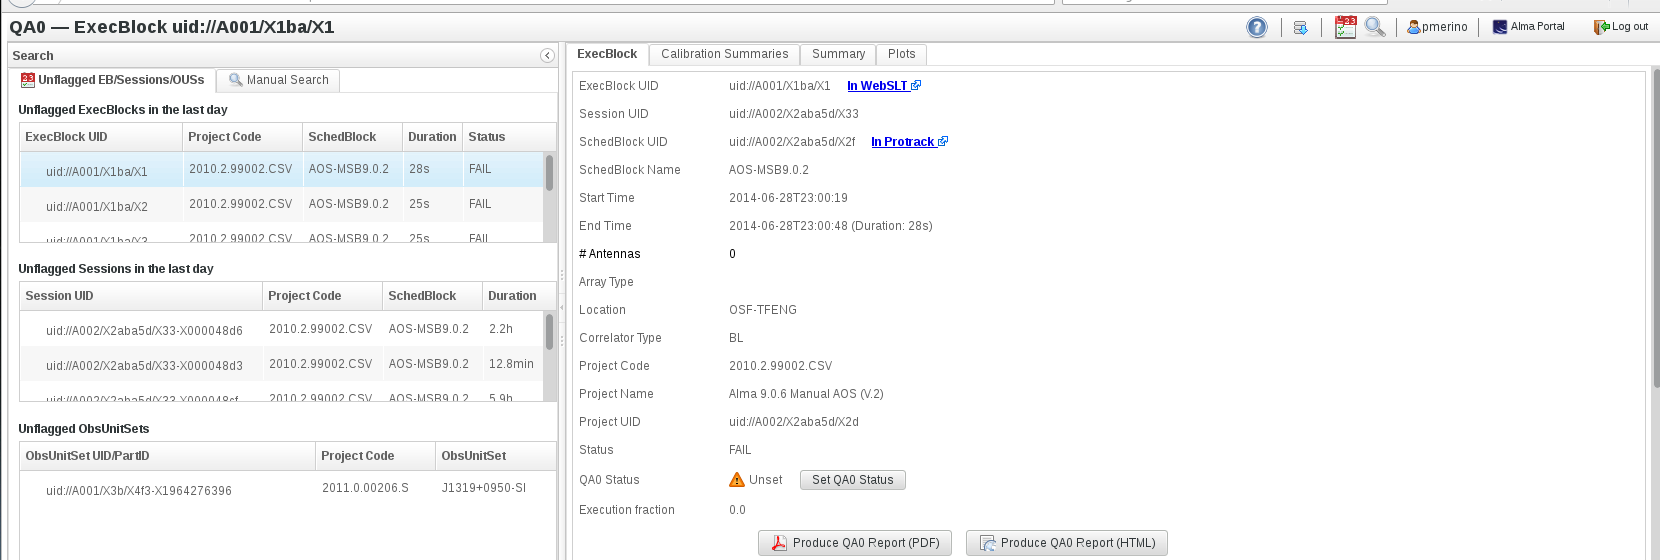 QA0 — ExecBlock uid://A001/X1ba/X1
23
pmerino
Alma Portal
Log out
Search
23 Unflagged EB/Sessions/OUSs
Manual Search
Unflagged ExecBlocks in the last day
ExecBlock UID Project Code SchedBlock Duration Status
uid://A001/X1ba/X1 2010.2.99002.CSV AOS-MSB9.0.2 28s FAIL
uid://A001/X1ba/X2 2010.2.99002.CSV AOS-MSB9.0.2 25s FAIL
uid://A001/X1ba/X3 2010.2.99002.CSV AOS-MSB9.0.2 25s FAIL
Unflagged Sessions in the last day
Session UID Project Code SchedBlock Duration
uid://A002/X2aba5d/X33-X000048d6 2010.2.99002.CSV AOS-MSB9.0.2 2.2h
uid://A002/X2aba5d/X33-X000048d3 2010.2.99002.CSV AOS-MSB9.0.2 12.8min
uid://A002/X2aba5d/X33-X000048cf 2010.2.99002.CSV AOS-MSB9.0.2 5.9h
Unflagged ObsUnitSets
ObsUnitSet UID/PartID Project Code ObsUnitSet
uid://A001/X3b/X4f3-X1964276396 2011.0.00206.S J1319+0950-SI
ExecBlock Calibration Summaries Summary Plots
ExecBlock UID uid://A001/X1ba/X1 In WebSLT
Session UID uid://A002/X2aba5d/X33
SchedBlock UID uid://A002/X2aba5d/X2f In Protrack
SchedBlock Name AOS-MSB9.0.2
Start Time 2014-06-28T23:00:19
End Time 2014-06-28T23:00:48 (Duration: 28s)
# Antennas 0
Array Type
Location OSF-TFENG
Correlator Type BL
Project Code 2010.2.99002.CSV
Project Name Alma 9.0.6 Manual AOS (V.2)
Project UID uid://A002/X2aba5d/X2d
Status FAIL
QA0 Status Unset Set QA0 Status
Execution fraction 0.0
Produce QA0 Report (PDF) Produce QA0 Report (HTML)